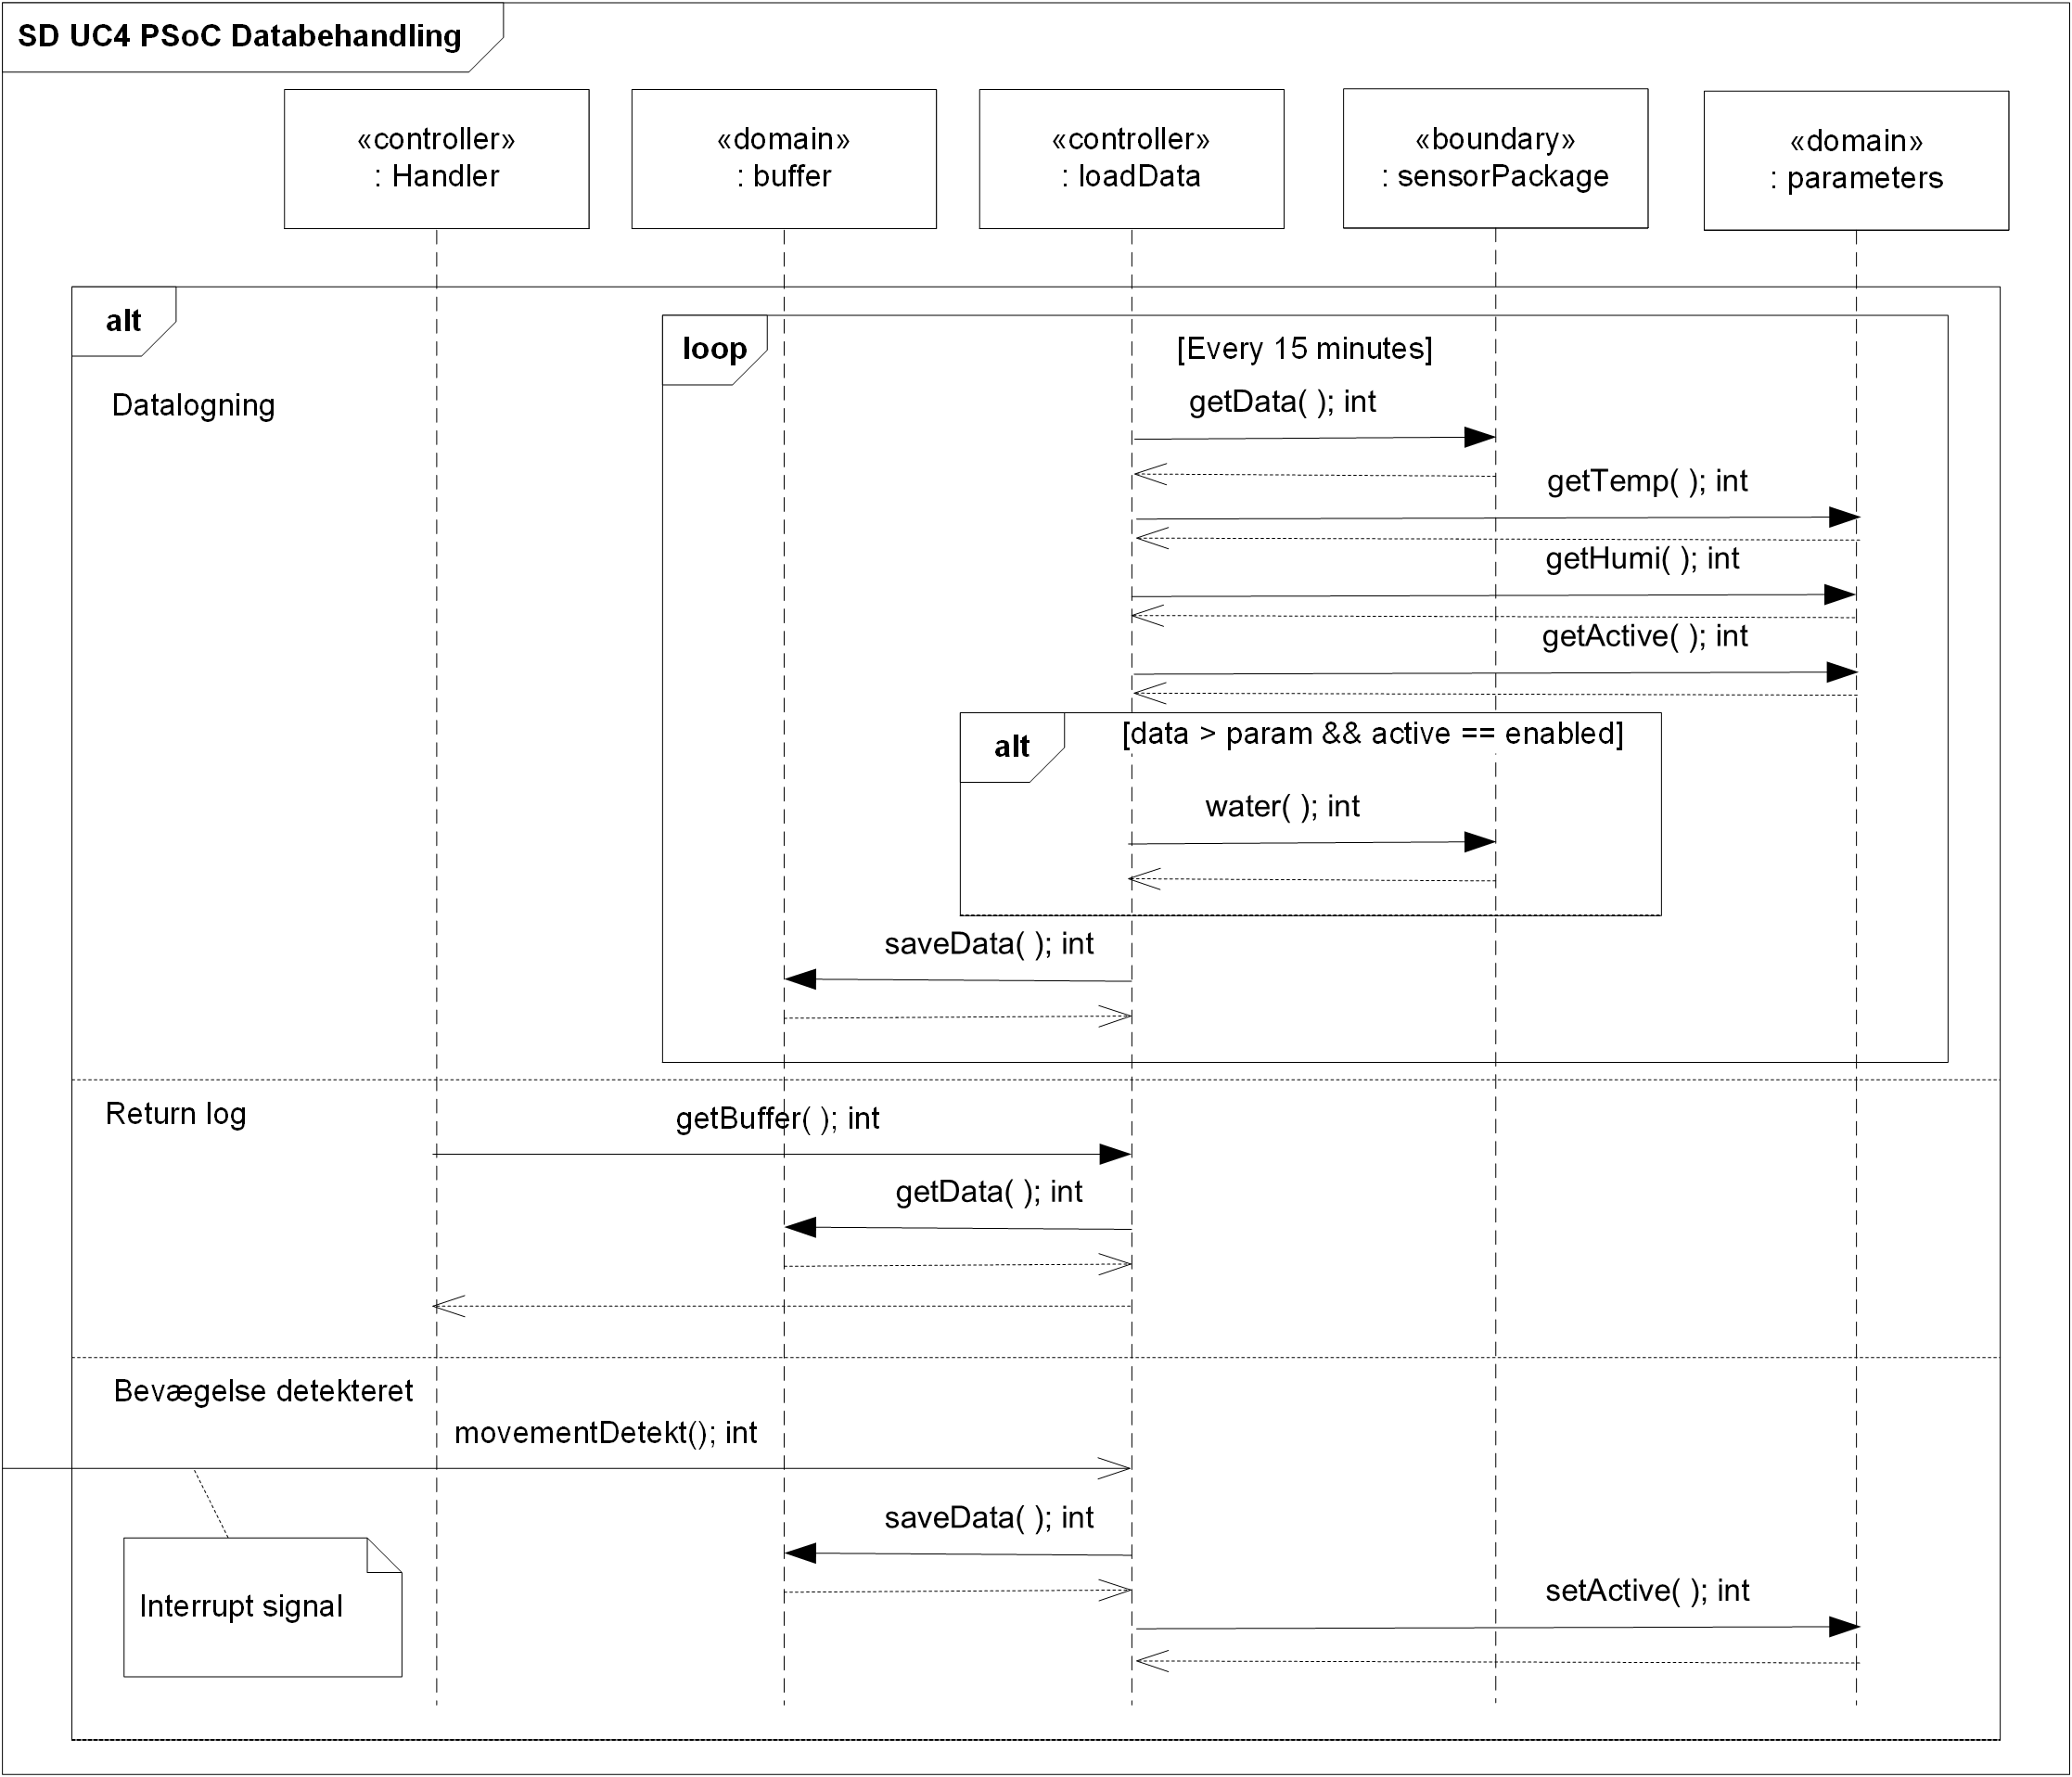 SD UC4 PSoC Databehandling
«controller»
: Handler
«domain»
: buffer
«controller»
: loadData
«boundary»
: sensorPackage
«domain»
: parameters
alt
loop
[Every 15 minutes]
Datalogning
getData( ); int
getTemp( ); int
getHumi( ); int
getActive( ); int
alt
[data > param && active == enabled]
water( ); int
saveData( ); int
Return log
getBuffer( ); int
getData( ); int
Bevægelse detekteret
movementDetekt(); int
saveData( ); int
setActive( ); int
Interrupt signal